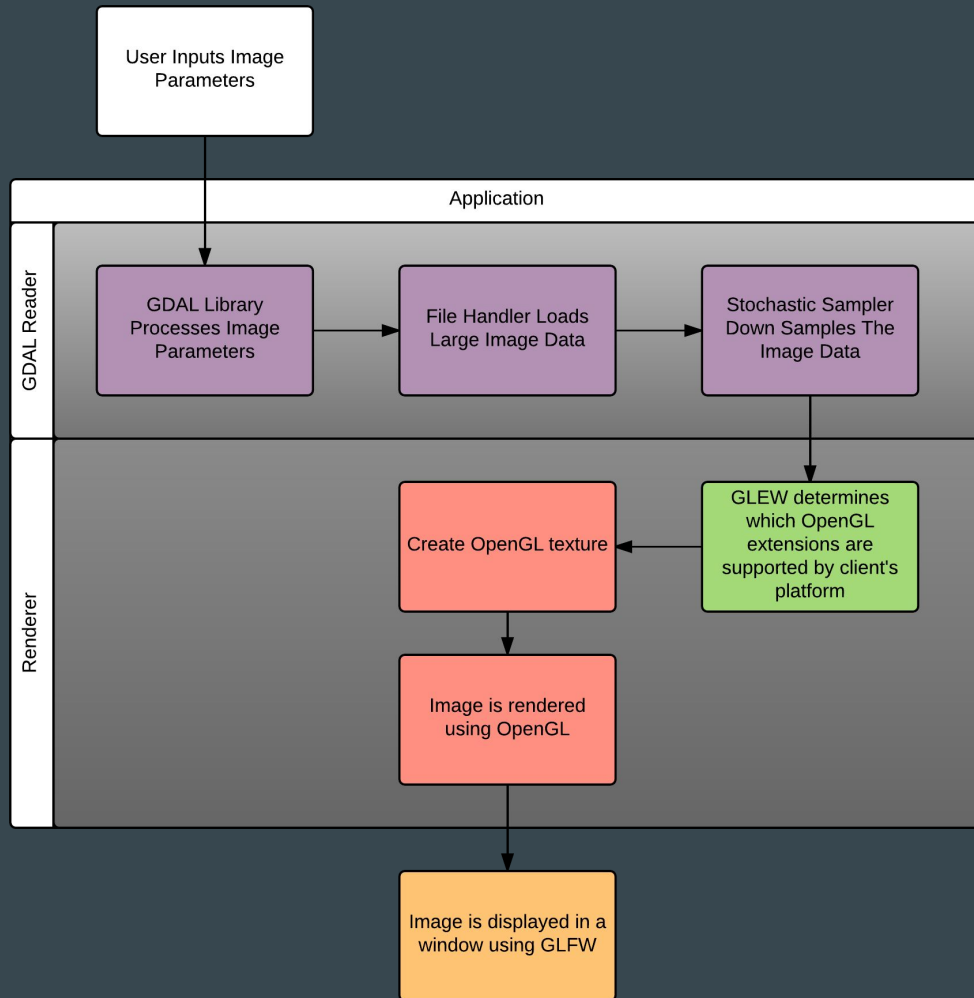 User Inputs Image
Parameters
Application
GDAL Reader
GDAL Library
Processes Image
Parameters
File Handler Loads
Large Image Data
Stochastic Sampler
Down Samples The
Image Data
Renderer
Create OpenGL texture
GLEW determines
which OpenGL
extensions are
supported by client's
platform
Image is rendered
using OpenGL
Image is displayed in a
window using GLFW